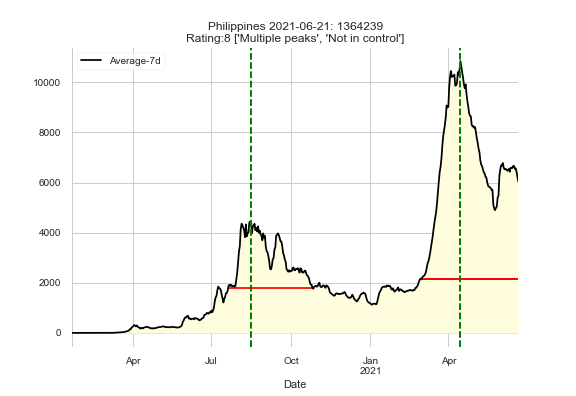 Philippines 2021-06-21: 1364239
Rating:8 ['Multiple peaks', 'Not in control']
Average-7d
10000
8000
6000
4000
2000
0
Apr
Jul
Oct
Jan
2021
Apr
Date